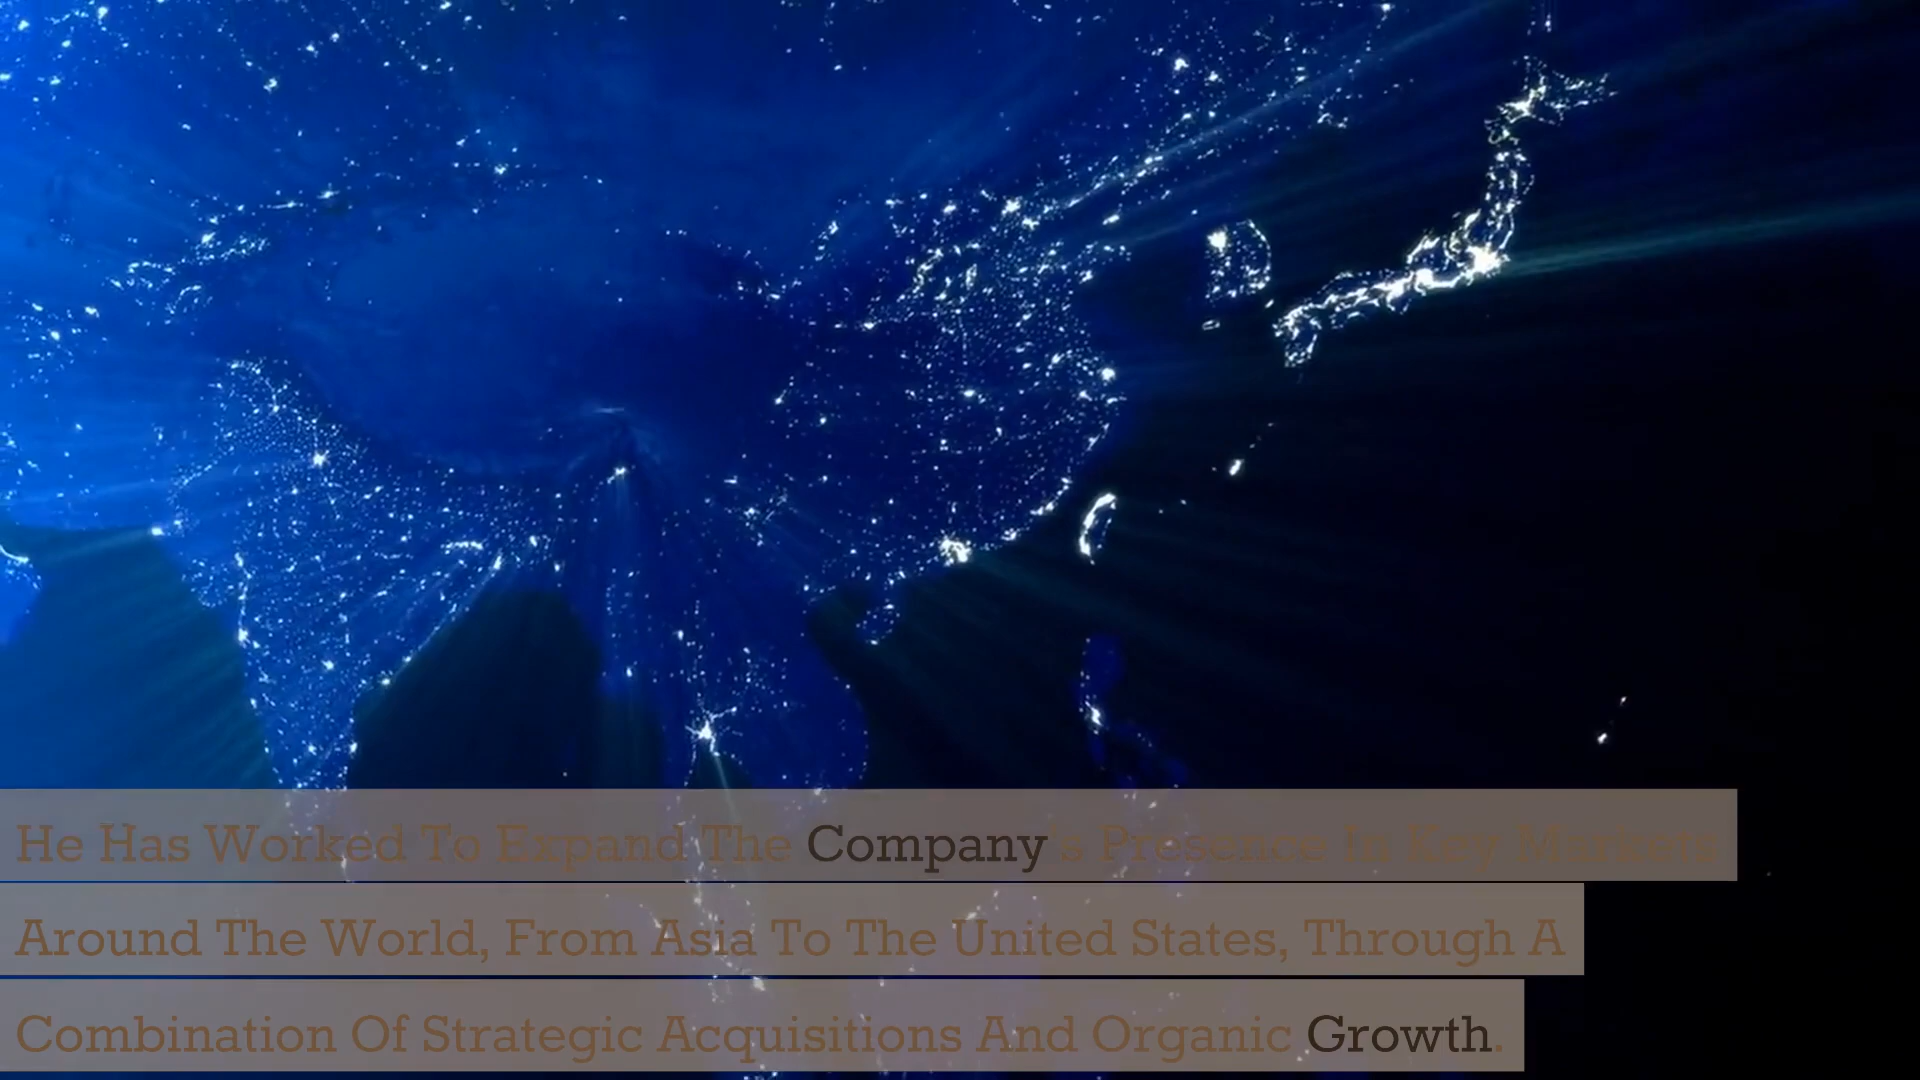 He Has Worked To Expand The Company's Presence In Key Markets
Around The World, From Asia To The United States, Through A
Combination Of Strategic Acquisitions And Organic Growth.